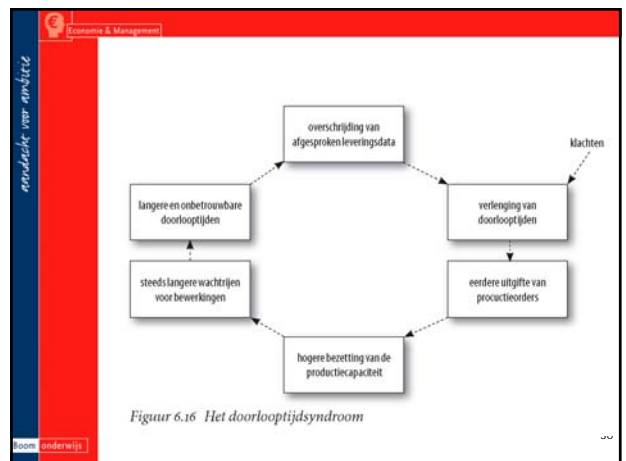 €
Economie & Management
aandacht voor ambitie
overschrijding van
afgesproken leveringsdata
klachten
langere en onbetrouwbare
doorlooptijden
verlenging van
doorlooptijden
steeds langere wachtrijen
voor bewerkingen
eerdere uitgifte van
procuctieorders
hogere bezetting van de
productiecapaciteit
Figuur 6.16 Het doorlooptijdsyndroom
Boom onderwijs